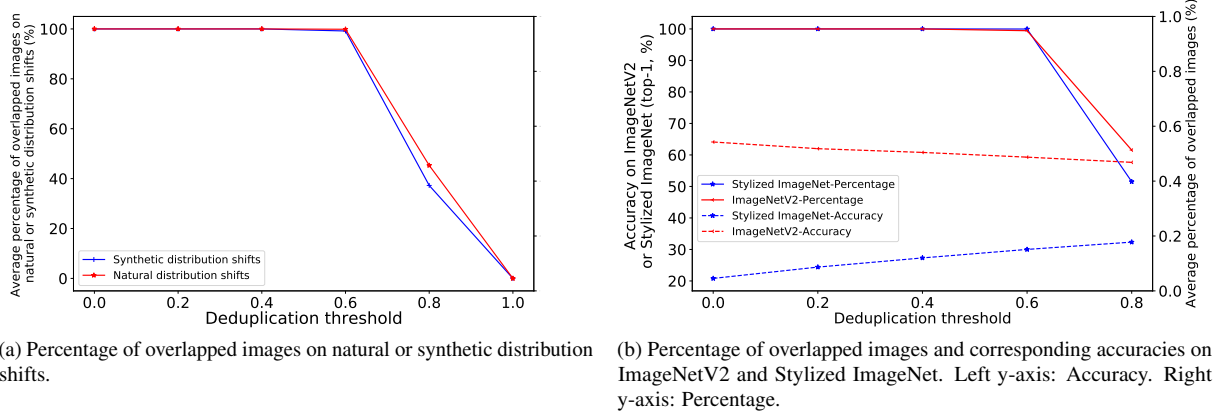 Average percentage of overlapped images on
natural or synthetic distribution shifts (%)
100
80
60
40
20
0
Synthetic distribution shifts
Natural distribution shifts
0.0 0.2 0.4 0.6 0.8 1.0
Deduplication threshold
(a) Percentage of overlapped images on natural or synthetic distribution
shifts.
Accuracy on ImageNetV2
or Stylized ImageNet (top-1, %)
100
90
80
70
60
50
40
30
20
Stylized ImageNet-Percentage
ImageNetV2-Percentage
Stylized ImageNet-Accuracy
ImageNetV2-Accuracy
0.0 0.2 0.4 0.6 0.8
Deduplication threshold
1.0
0.8
0.6
0.4
0.2
0.0
Average percentage of overlapped images (%)
(b) Percentage of overlapped images and corresponding accuracies on
ImageNetV2 and Stylized ImageNet. Left y-axis: Accuracy. Right
y-axis: Percentage.